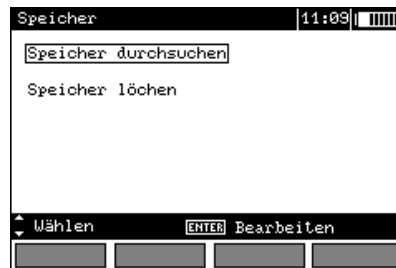 Speicher 11:09
Speicher durchsuchen
Speicher löchen
Wählen ENTER Bearbeiten